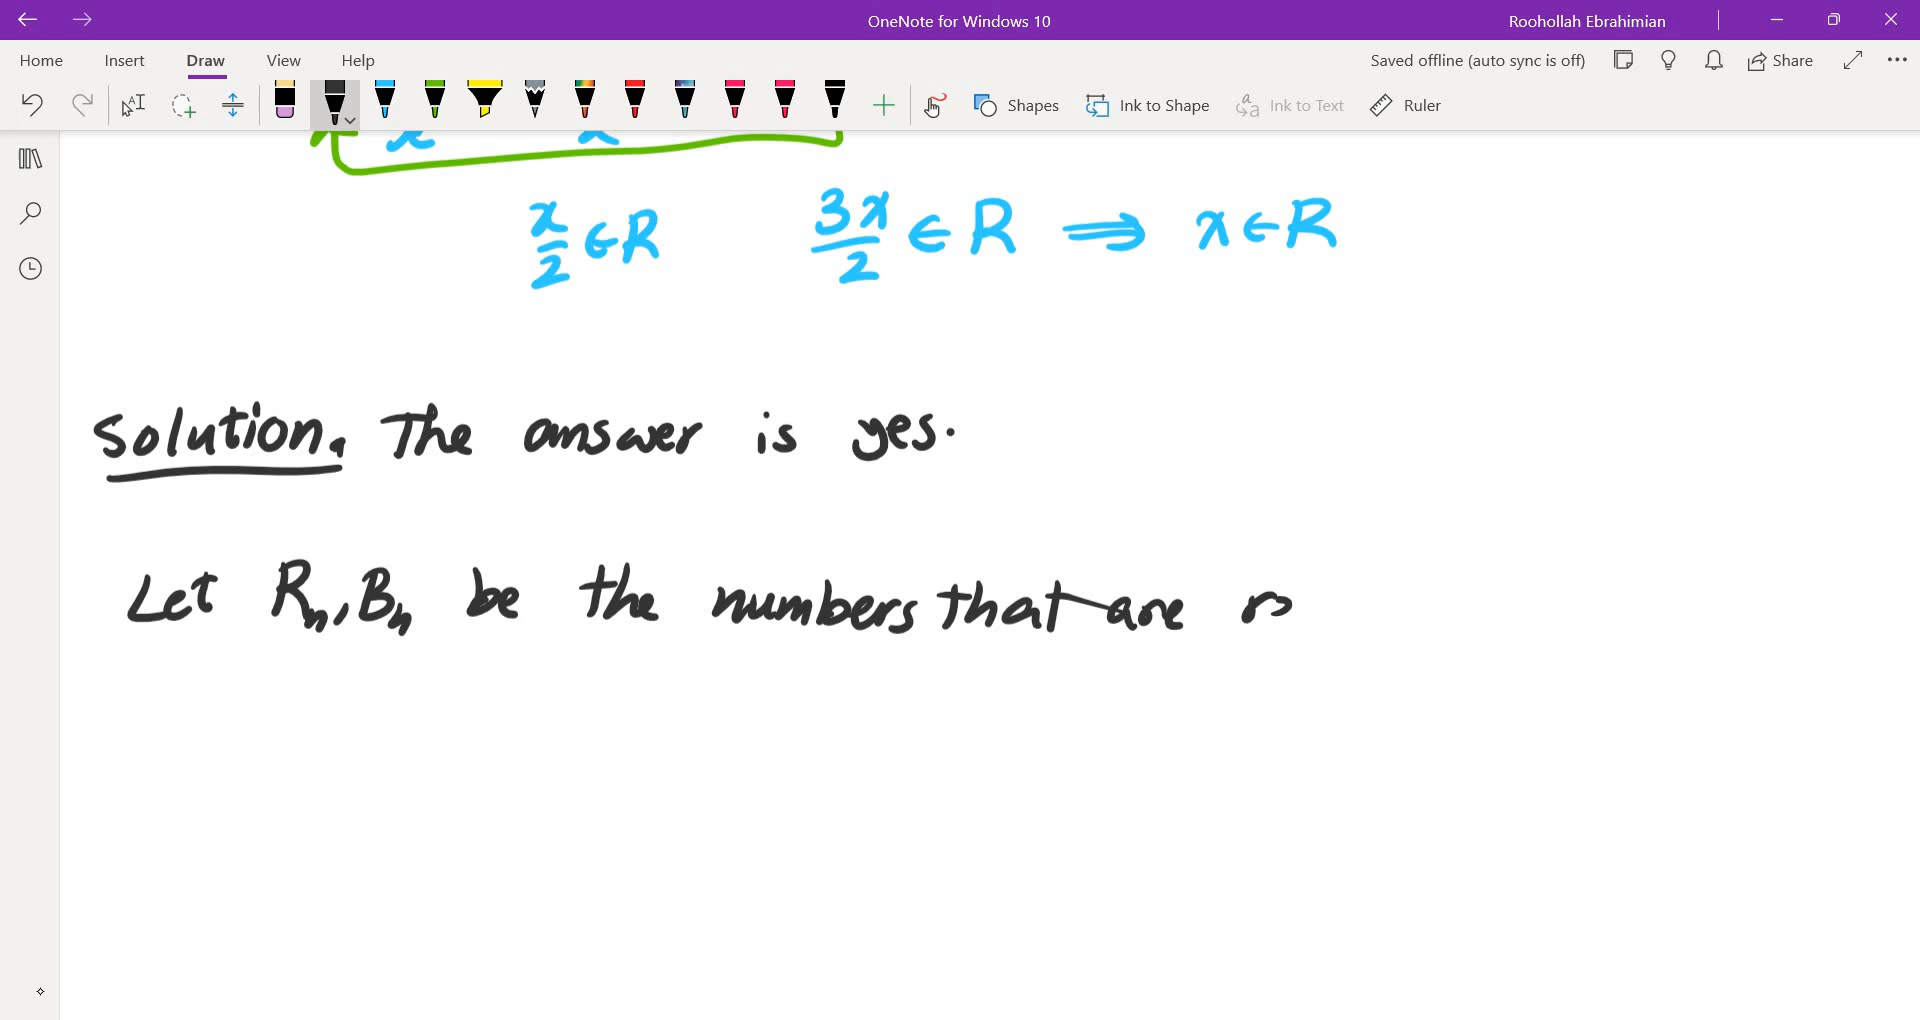 OneNote for Windows 10
Roohollah Ebrahimian
Home Insert Draw View Help
Saved offline (auto sync is off) Share
Shapes Ink to Shape Ink to Text Ruler
x x
x/2 ∈ R 3x/2 ∈ R ⟹ x ∈ R
Solution. The answer is yes.
Let Rₙ, Bₙ be the numbers that are